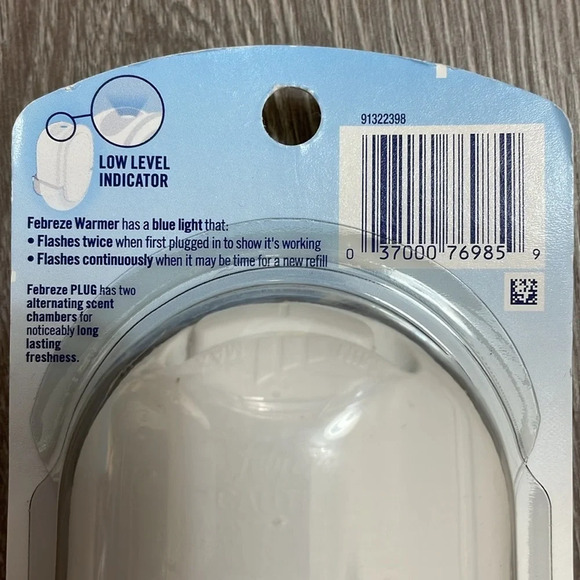 91322398
LOW LEVEL
INDICATOR
Febreze Warmer has a blue light that:
• Flashes twice when first plugged in to show it's working
• Flashes continuously when it may be time for a new refill
0 37000 76985 9
Febreze PLUG has two
alternating scent
chambers for
noticeably long
lasting
freshness.